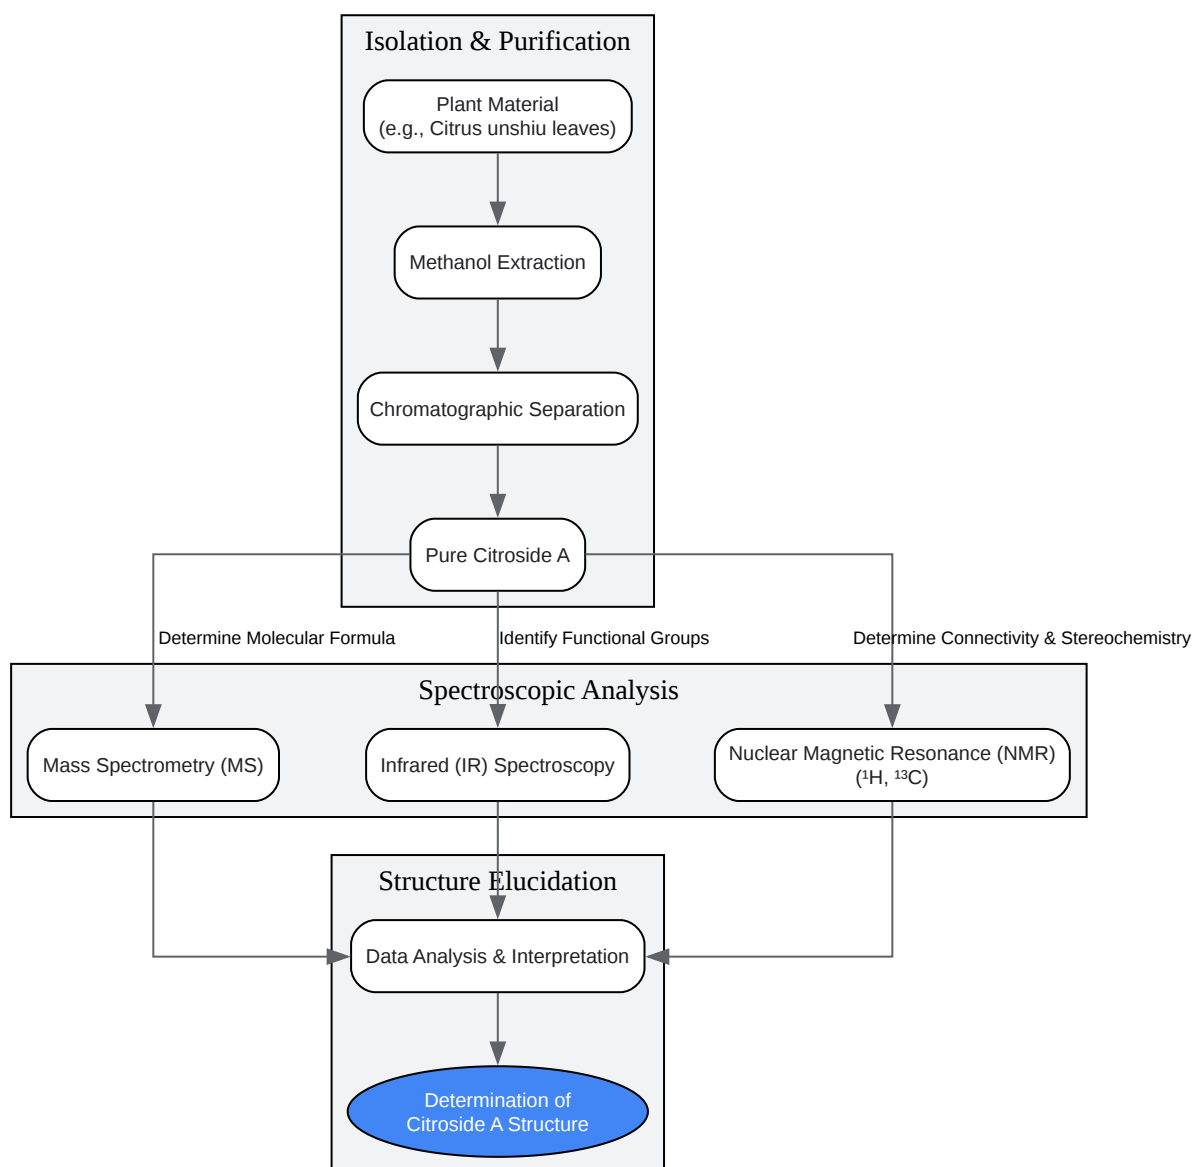 Isolation & Purification
Plant Material
(e.g., Citrus unshiu leaves)
Methanol Extraction
Chromatographic Separation
Pure Citroside A
Determine Molecular Formula
Identify Functional Groups
Determine Connectivity & Stereochemistry
Spectroscopic Analysis
Mass Spectrometry (MS)
Infrared (IR) Spectroscopy
Nuclear Magnetic Resonance (NMR)
(¹H, ¹³C)
Structure Elucidation
Data Analysis & Interpretation
Determination of
Citroside A Structure